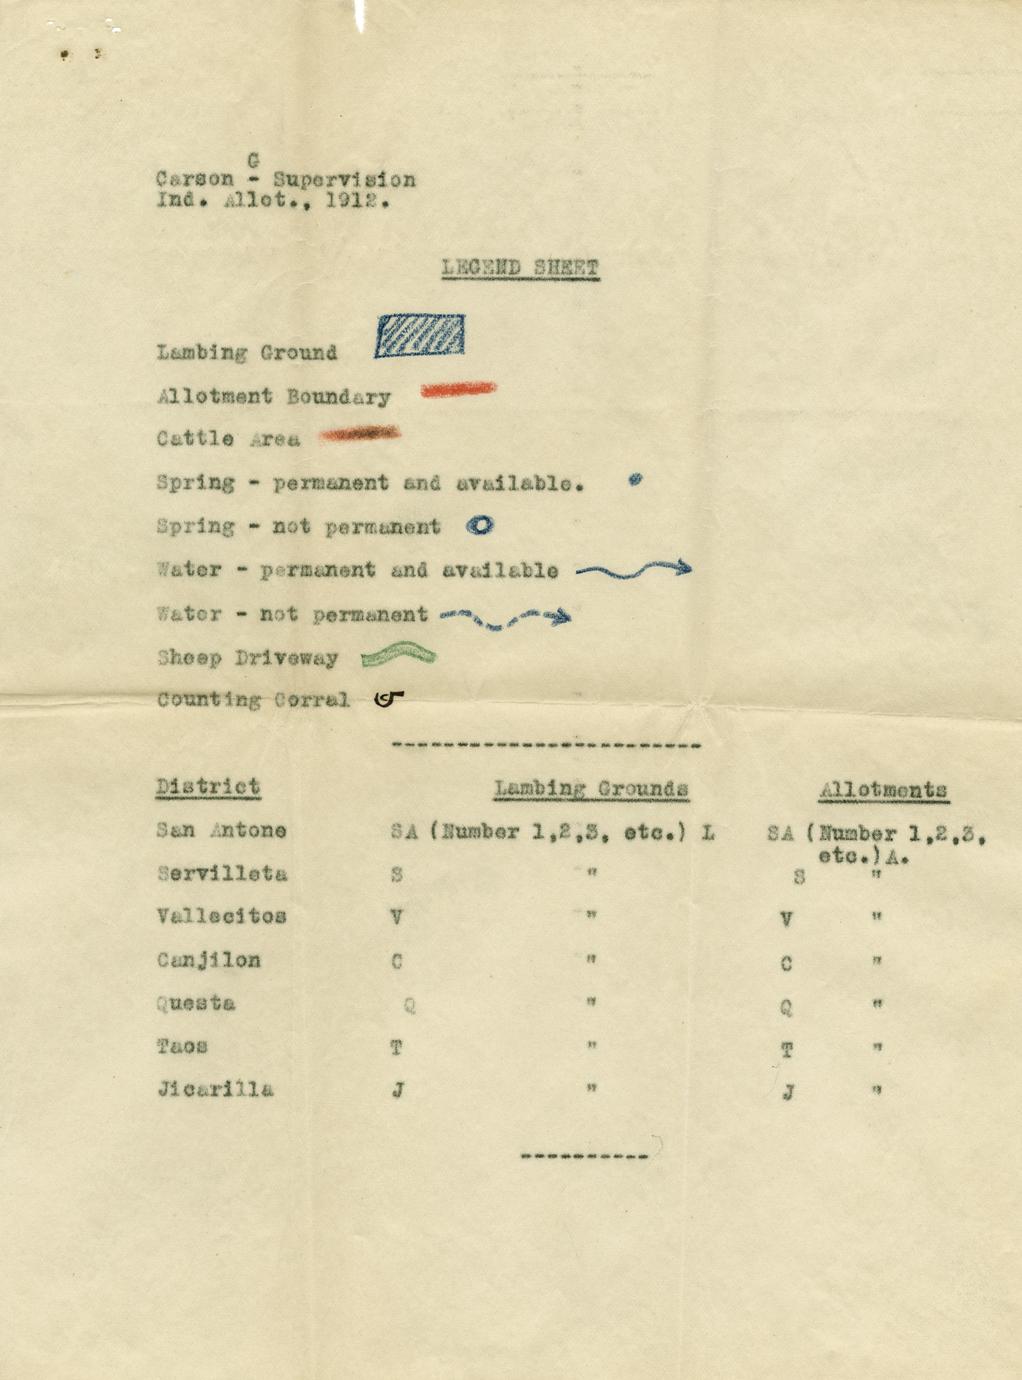 G
Carson - Supervision
Ind. Allot., 1912.
LEGEND SHEET
Lambing Ground
Allotment Boundary
Cattle Area
Spring - permanent and available.
Spring - not permanent
Water - permanent and available
Water - not permanent
Sheep Driveway
Counting Corral
------------------------
District Lambing Grounds Allotments
San Antone SA (Number 1,2,3, etc.) L SA (Number 1,2,3,
etc.)A.
Servilleta S " S "
Vallecitos V " V "
Canjilon C " C "
Questa Q " Q "
Taos T " T "
Jicarilla J " J "
----------